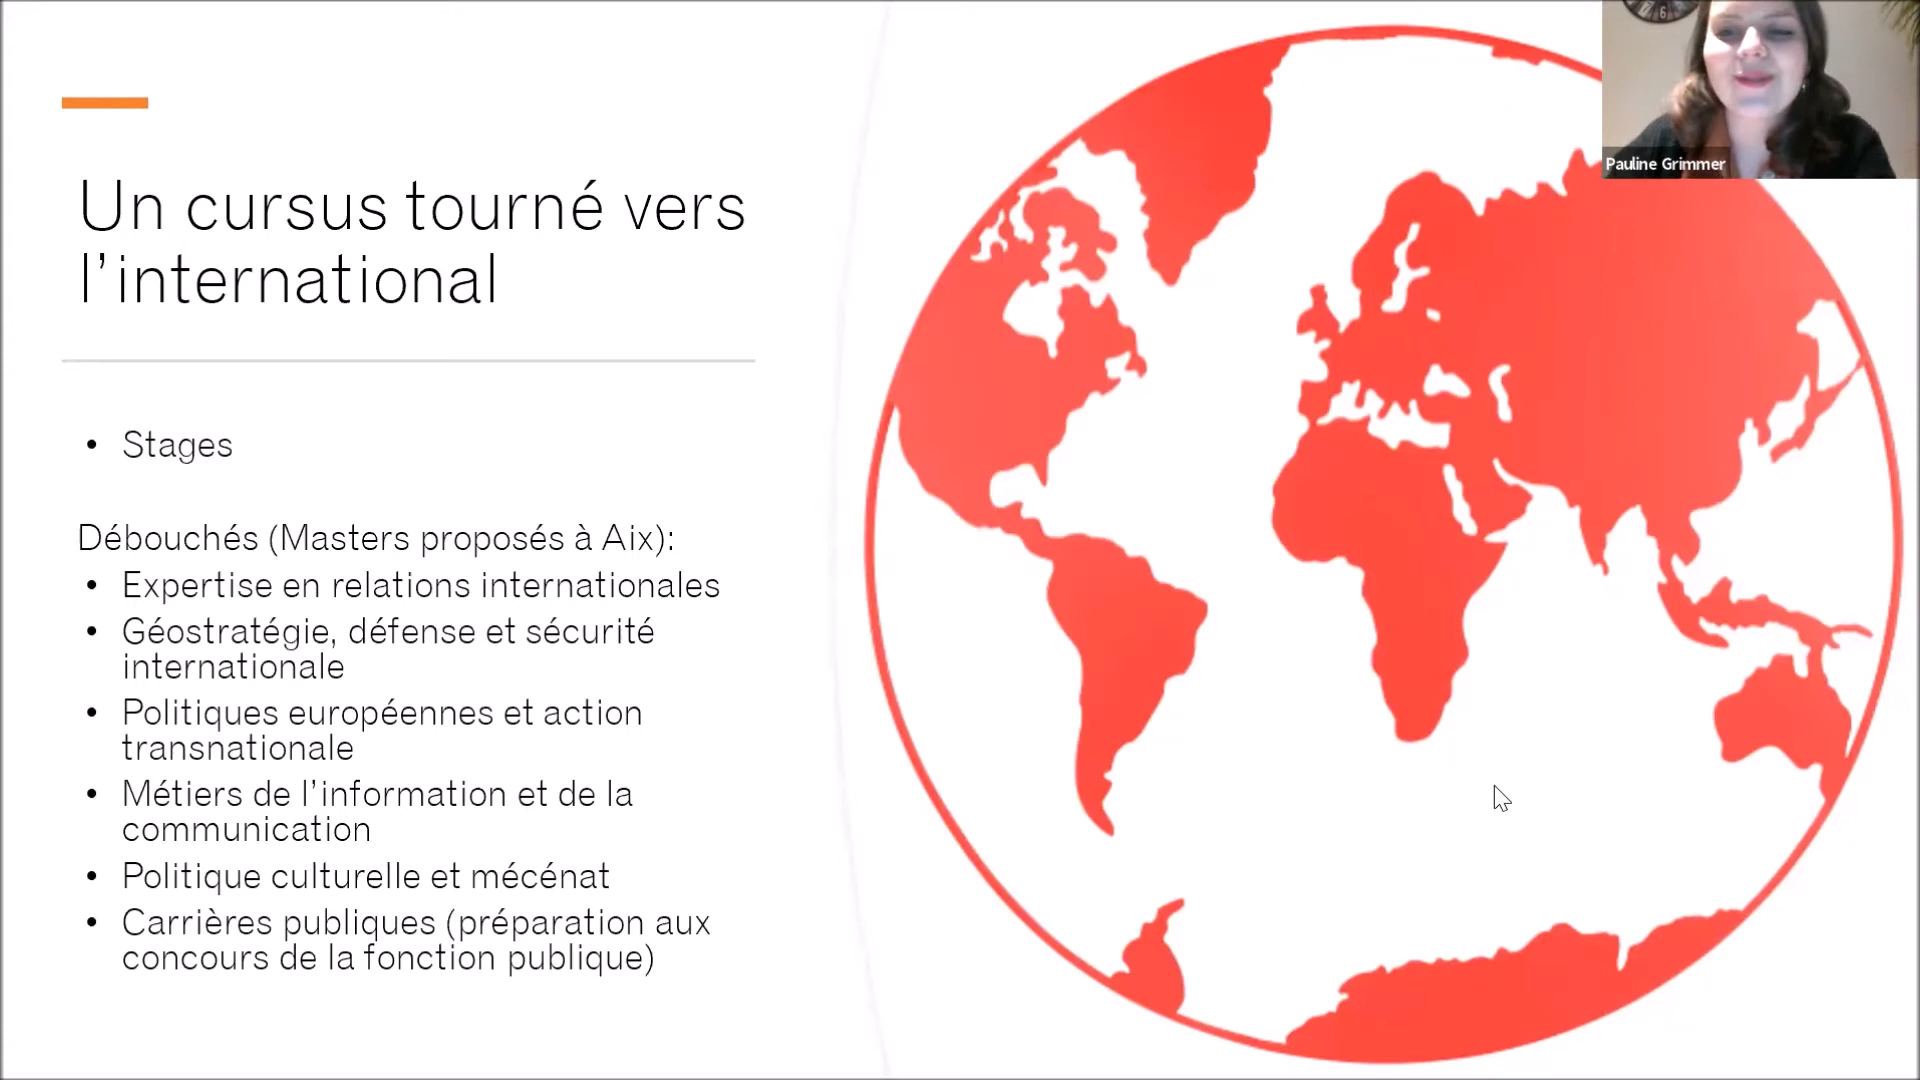 Pauline Grimmer
Un cursus tourné vers
l’international
• Stages
Débouchés (Masters proposés à Aix):
• Expertise en relations internationales
• Géostratégie, défense et sécurité
internationale
• Politiques européennes et action
transnationale
• Métiers de l’information et de la
communication
• Politique culturelle et mécénat
• Carrières publiques (préparation aux
concours de la fonction publique)